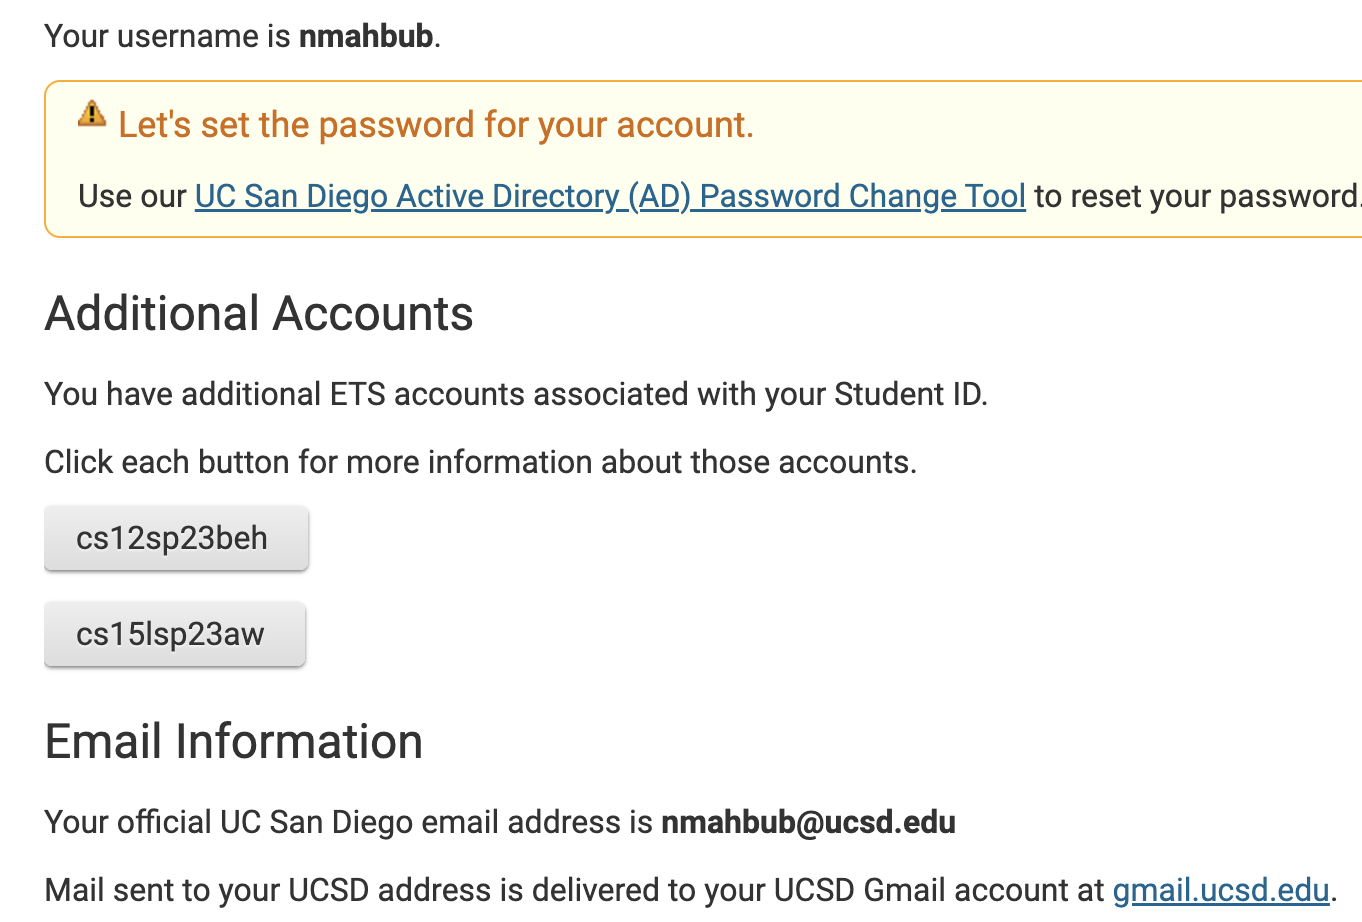 Your username is nmahbub.
Let's set the password for your account.
Use our UC San Diego Active Directory (AD) Password Change Tool to reset your password.
Additional Accounts
You have additional ETS accounts associated with your Student ID.
Click each button for more information about those accounts.
cs12sp23beh
cs15lsp23aw
Email Information
Your official UC San Diego email address is nmahbub@ucsd.edu
Mail sent to your UCSD address is delivered to your UCSD Gmail account at gmail.ucsd.edu.